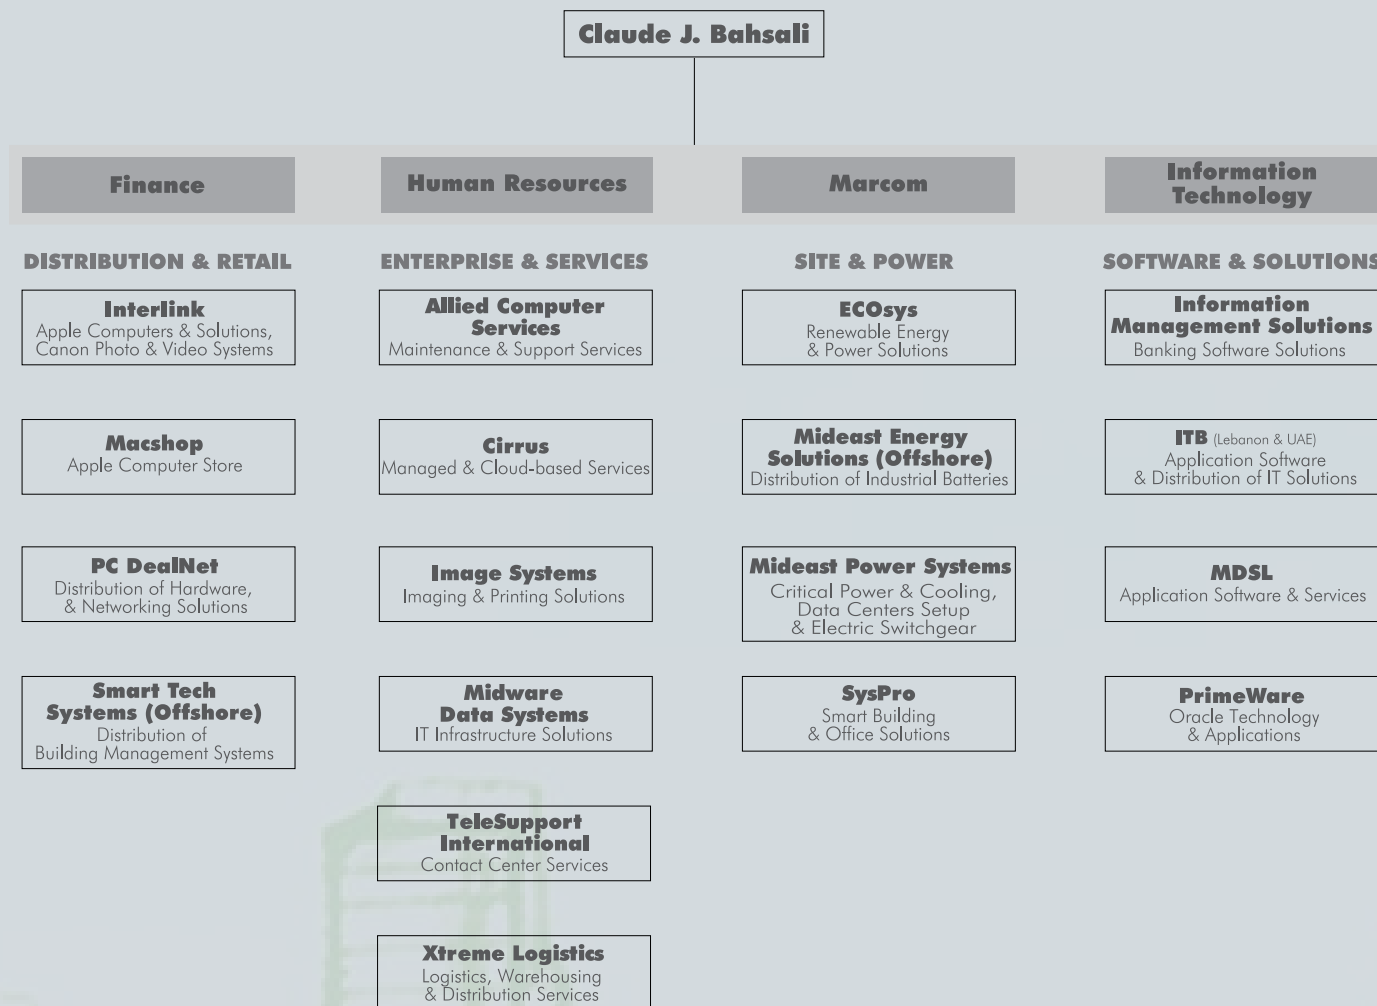 Claude J. Bahsali
Finance
Human Resources
Marcom
Information
Technology
DISTRIBUTION & RETAIL
Interlink
Apple Computers & Solutions,
Canon Photo & Video Systems
Macshop
Apple Computer Store
PC DealNet
Distribution of Hardware,
& Networking Solutions
Smart Tech
Systems (Offshore)
Distribution of
Building Management Systems
ENTERPRISE & SERVICES
Allied Computer
Services
Maintenance & Support Services
Cirrus
Managed & Cloud-based Services
Image Systems
Imaging & Printing Solutions
Midware
Data Systems
IT Infrastructure Solutions
TeleSupport
International
Contact Center Services
Xtreme Logistics
Logistics, Warehousing
& Distribution Services
SITE & POWER
ECOsys
Renewable Energy
& Power Solutions
Mideast Energy
Solutions (Offshore)
Distribution of Industrial Batteries
Mideast Power Systems
Critical Power & Cooling,
Data Centers Setup
& Electric Switchgear
SysPro
Smart Building
& Office Solutions
SOFTWARE & SOLUTIONS
Information
Management Solutions
Banking Software Solutions
ITB (Lebanon & UAE)
Application Software
& Distribution of IT Solutions
MDSL
Application Software & Services
PrimeWare
Oracle Technology
& Applications